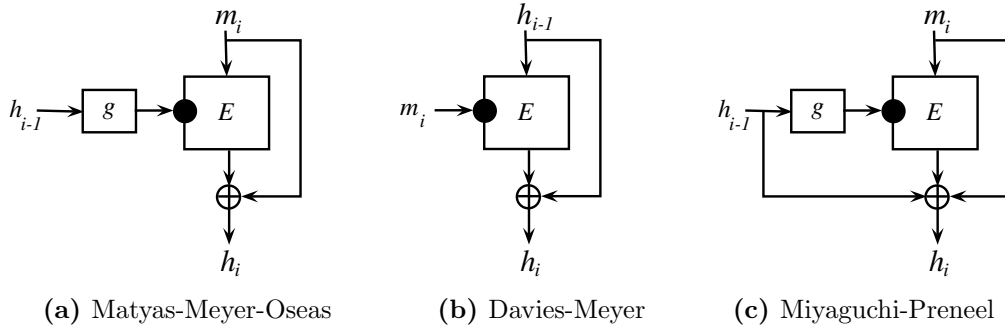 m_i h_{i-1} m_i
h_{i-1} g E m_i E h_{i-1} g E
h_i h_i h_i
(a) Matyas-Meyer-Oseas (b) Davies-Meyer (c) Miyaguchi-Preneel